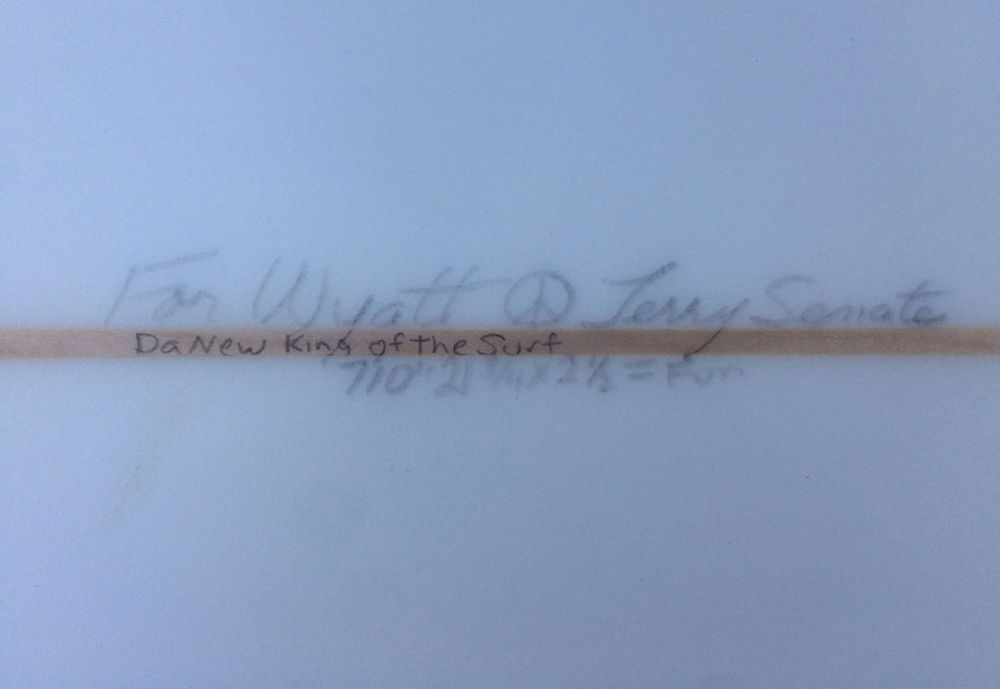 For Wyatt ☮ Terry Senate
Da New King of the Surf
7'10" 21 3/4 x 2 1/2 = Fun